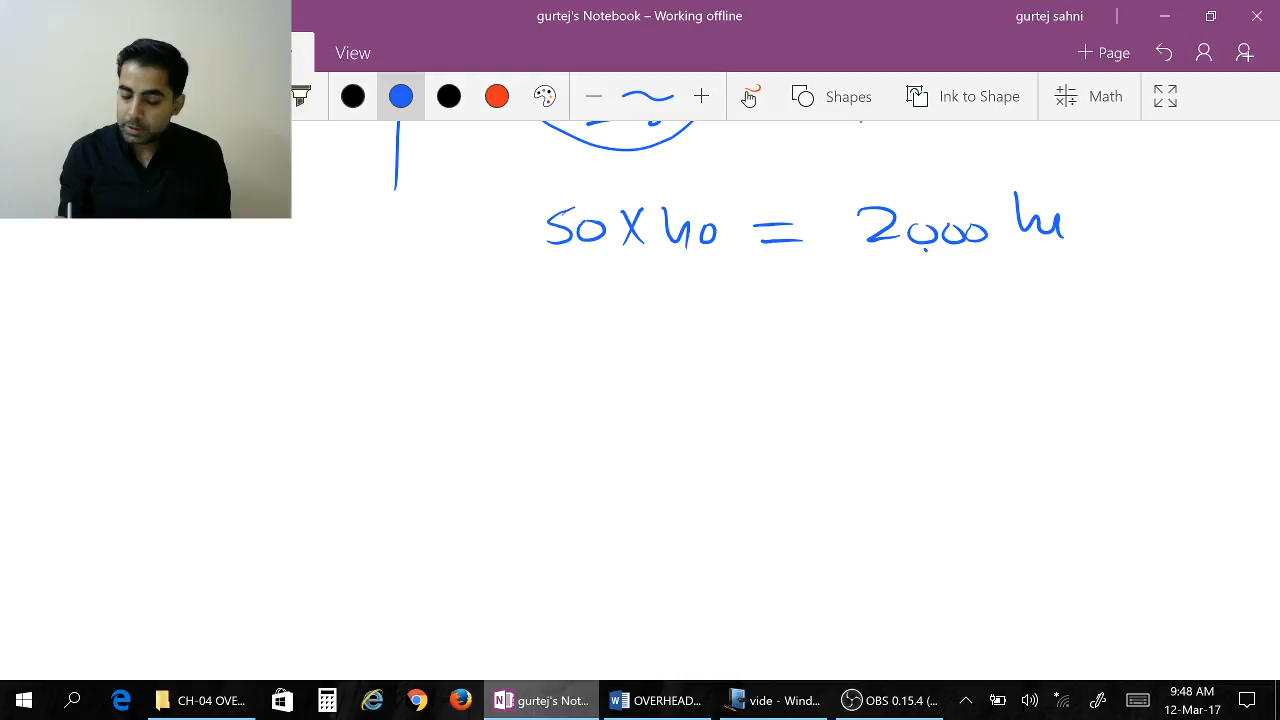 gurtej's Notebook – Working offline
gurtej sahni
View
Page
Shapes
Ink to Shape
Math
50 X 40 = 2000 hr
CH-04 OVE...
gurtej's Not...
OVERHEAD...
vide - Wind...
OBS 0.15.4 (...
9:48 AM
12-Mar-17